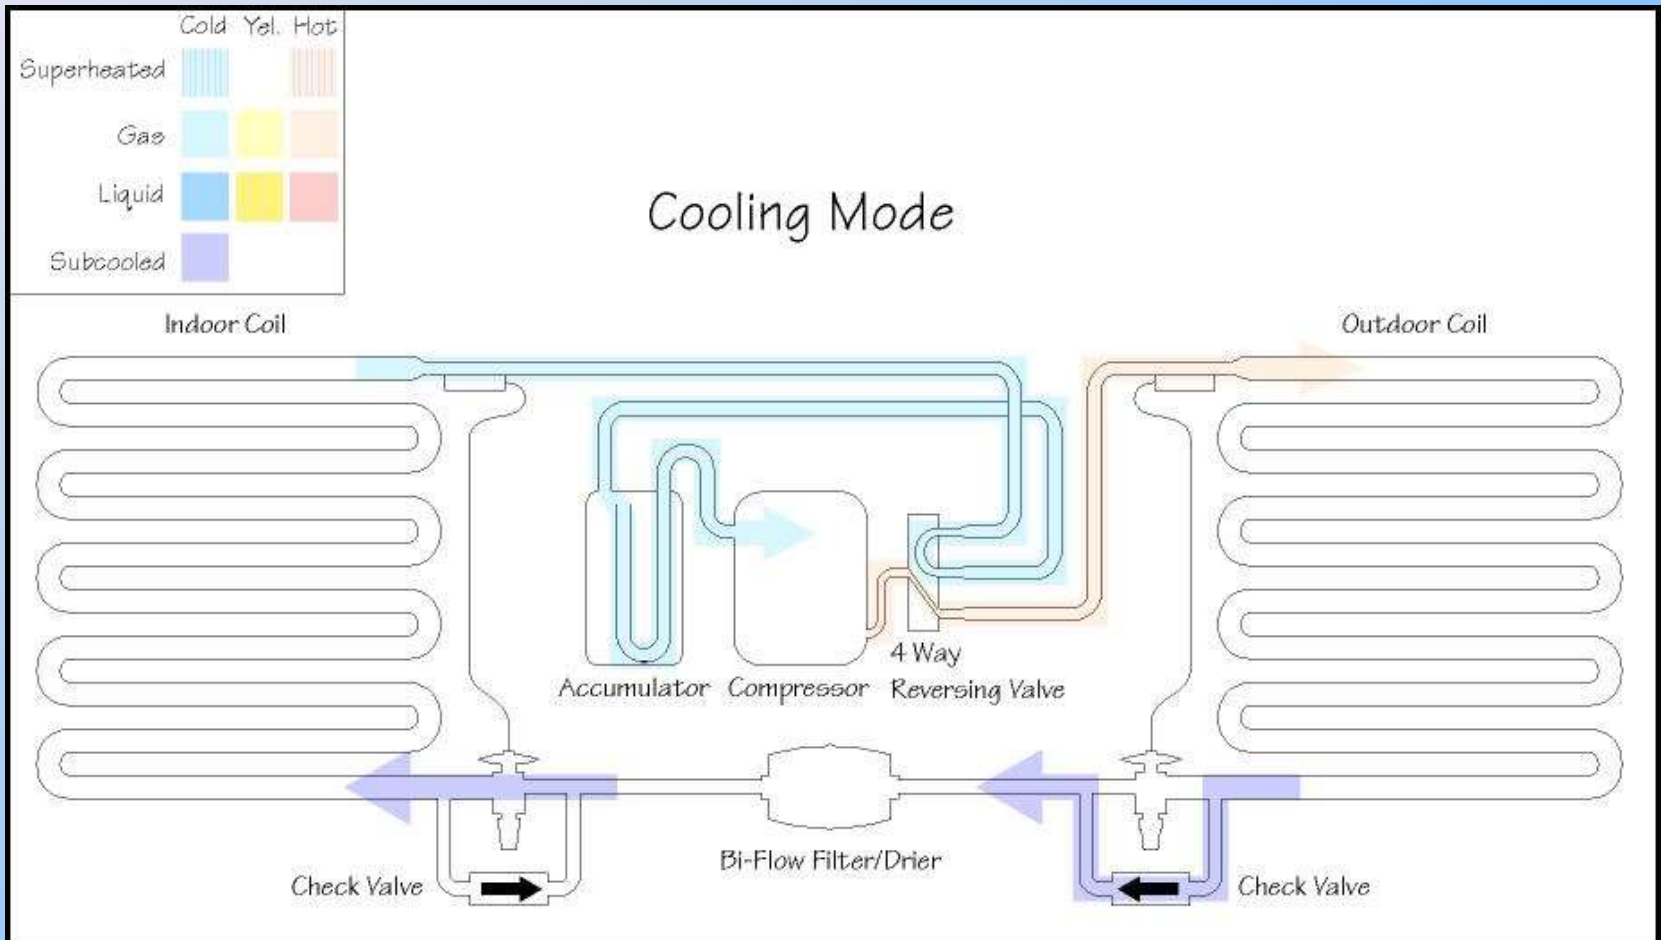 Cold Yel. Hot
Superheated
Gas
Liquid
Subcooled
Cooling Mode
Indoor Coil
Outdoor Coil
4 Way
Accumulator Compressor Reversing Valve
Bi-Flow Filter/Drier
Check Valve
Check Valve